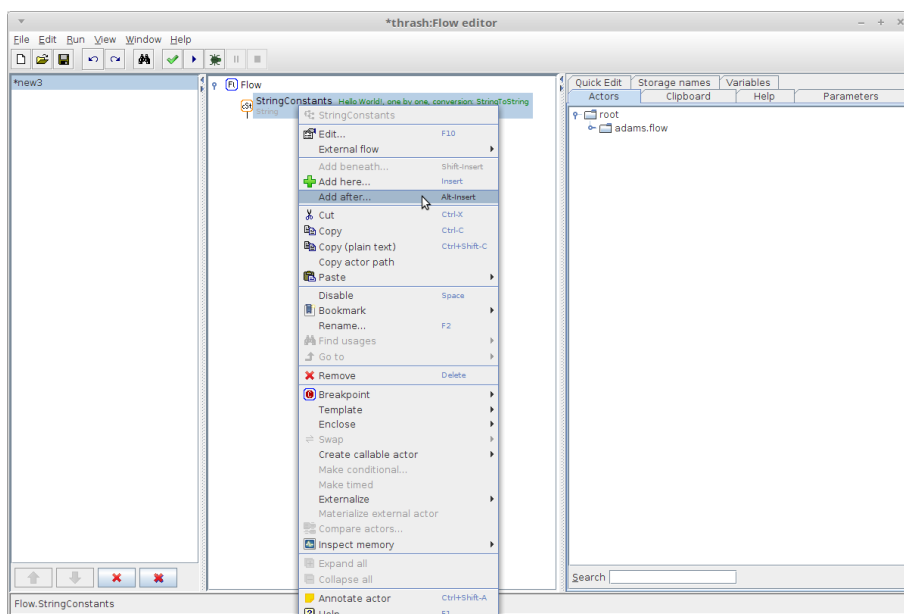 *thrash:Flow editor
File Edit Run View Window Help
*new3
Flow
StringConstants Hello World!, one by one, conversion: StringToString
String
StringConstants
Edit... F10
External flow
Add beneath... Shift-Insert
Add here... Insert
Add after... Alt-Insert
Cut Ctrl-X
Copy Ctrl-C
Copy (plain text) Ctrl+Shift-C
Copy actor path
Paste
Disable Space
Bookmark
Rename... F2
Find usages
Go to
Remove Delete
Breakpoint
Template
Enclose
Swap
Create callable actor
Make conditional...
Make timed
Externalize
Materialize external actor
Compare actors...
Inspect memory
Expand all
Collapse all
Annotate actor Ctrl+Shift-A
Help F1
Quick Edit Storage names Variables
Actors Clipboard Help Parameters
root
adams.flow
Search
Flow.StringConstants